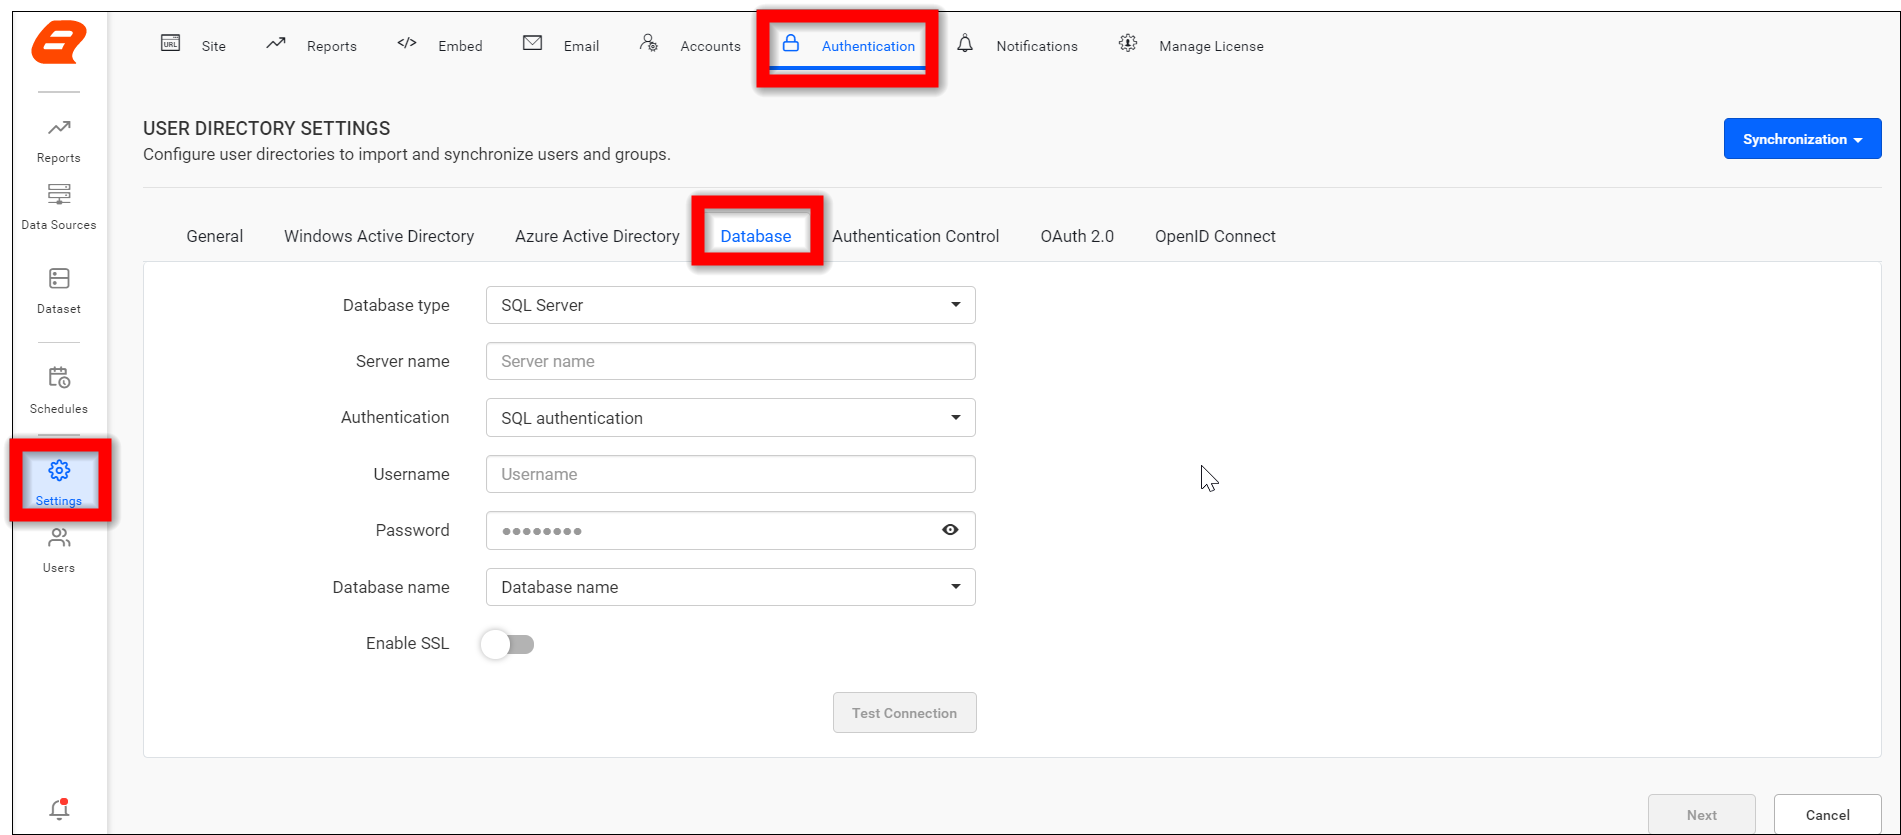 URL Site Reports </> Embed Email Accounts Authentication Notifications Manage License
Reports
Data Sources
Dataset
Schedules
Settings
Users
USER DIRECTORY SETTINGS
Configure user directories to import and synchronize users and groups.
Synchronization
General Windows Active Directory Azure Active Directory Database Authentication Control OAuth 2.0 OpenID Connect
Database type SQL Server
Server name Server name
Authentication SQL authentication
Username Username
Password ••••••••
Database name Database name
Enable SSL
Test Connection
Next Cancel